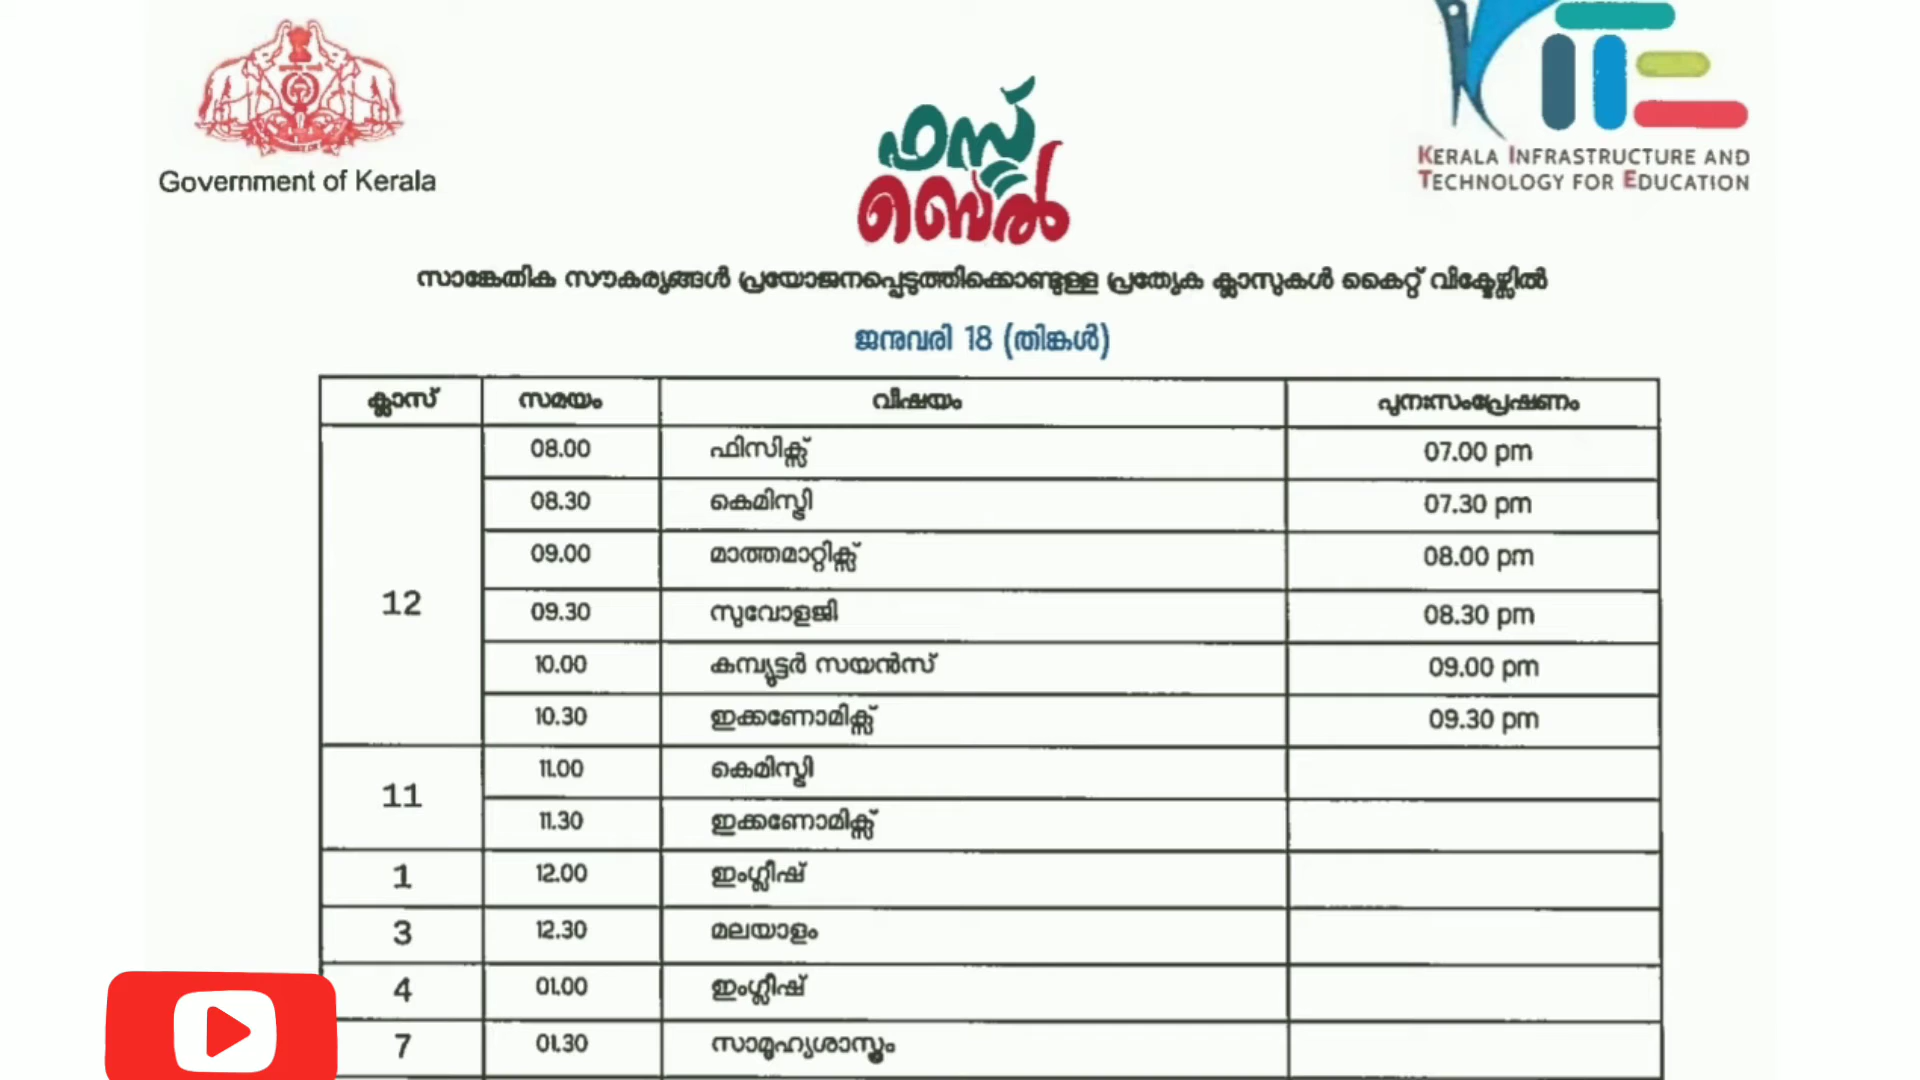 Government of Kerala
ഫസ്റ്റ്
ബെൽ
KERALA INFRASTRUCTURE AND
TECHNOLOGY FOR EDUCATION
സാങ്കേതിക സൗകര്യങ്ങൾ പ്രയോജനപ്പെടുത്തിക്കൊണ്ടുള്ള പ്രത്യേക ക്ലാസുകൾ കൈറ്റ് വിക്ടേഴ്സിൽ
ജനുവരി 18 (തിങ്കൾ)
ക്ലാസ് സമയം വിഷയം പുനഃസംപ്രേഷണം
12
08.00 ഫിസിക്സ് 07.00 pm
08.30 കെമിസ്ട്രി 07.30 pm
09.00 മാത്തമാറ്റിക്സ് 08.00 pm
09.30 സുവോളജി 08.30 pm
10.00 കമ്പ്യൂട്ടർ സയൻസ് 09.00 pm
10.30 ഇക്കണോമിക്സ് 09.30 pm
11
11.00 കെമിസ്ട്രി
11.30 ഇക്കണോമിക്സ്
1 12.00 ഇംഗ്ലീഷ്
3 12.30 മലയാളം
4 01.00 ഇംഗ്ലീഷ്
7 01.30 സാമൂഹ്യശാസ്ത്രം